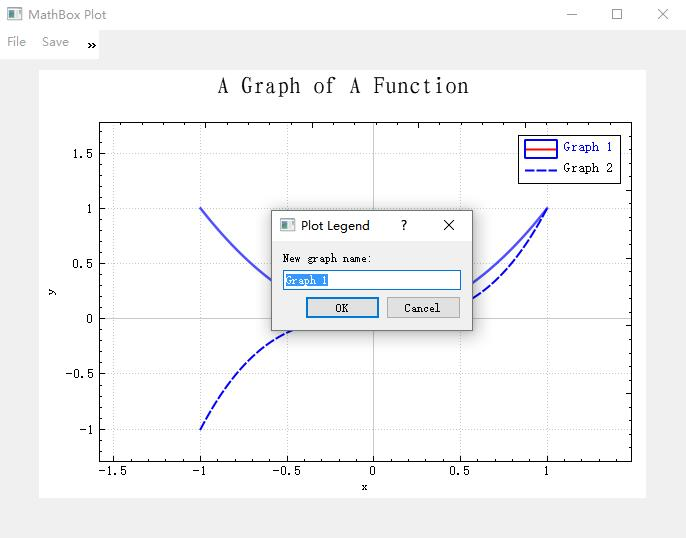 MathBox Plot
File Save »
A Graph of A Function
Graph 1
Graph 2
1.5
1
0.5
0
-0.5
-1
y
Plot Legend ?
New graph name:
Graph 1
OK Cancel
-1.5 -1 -0.5 0 0.5 1
x